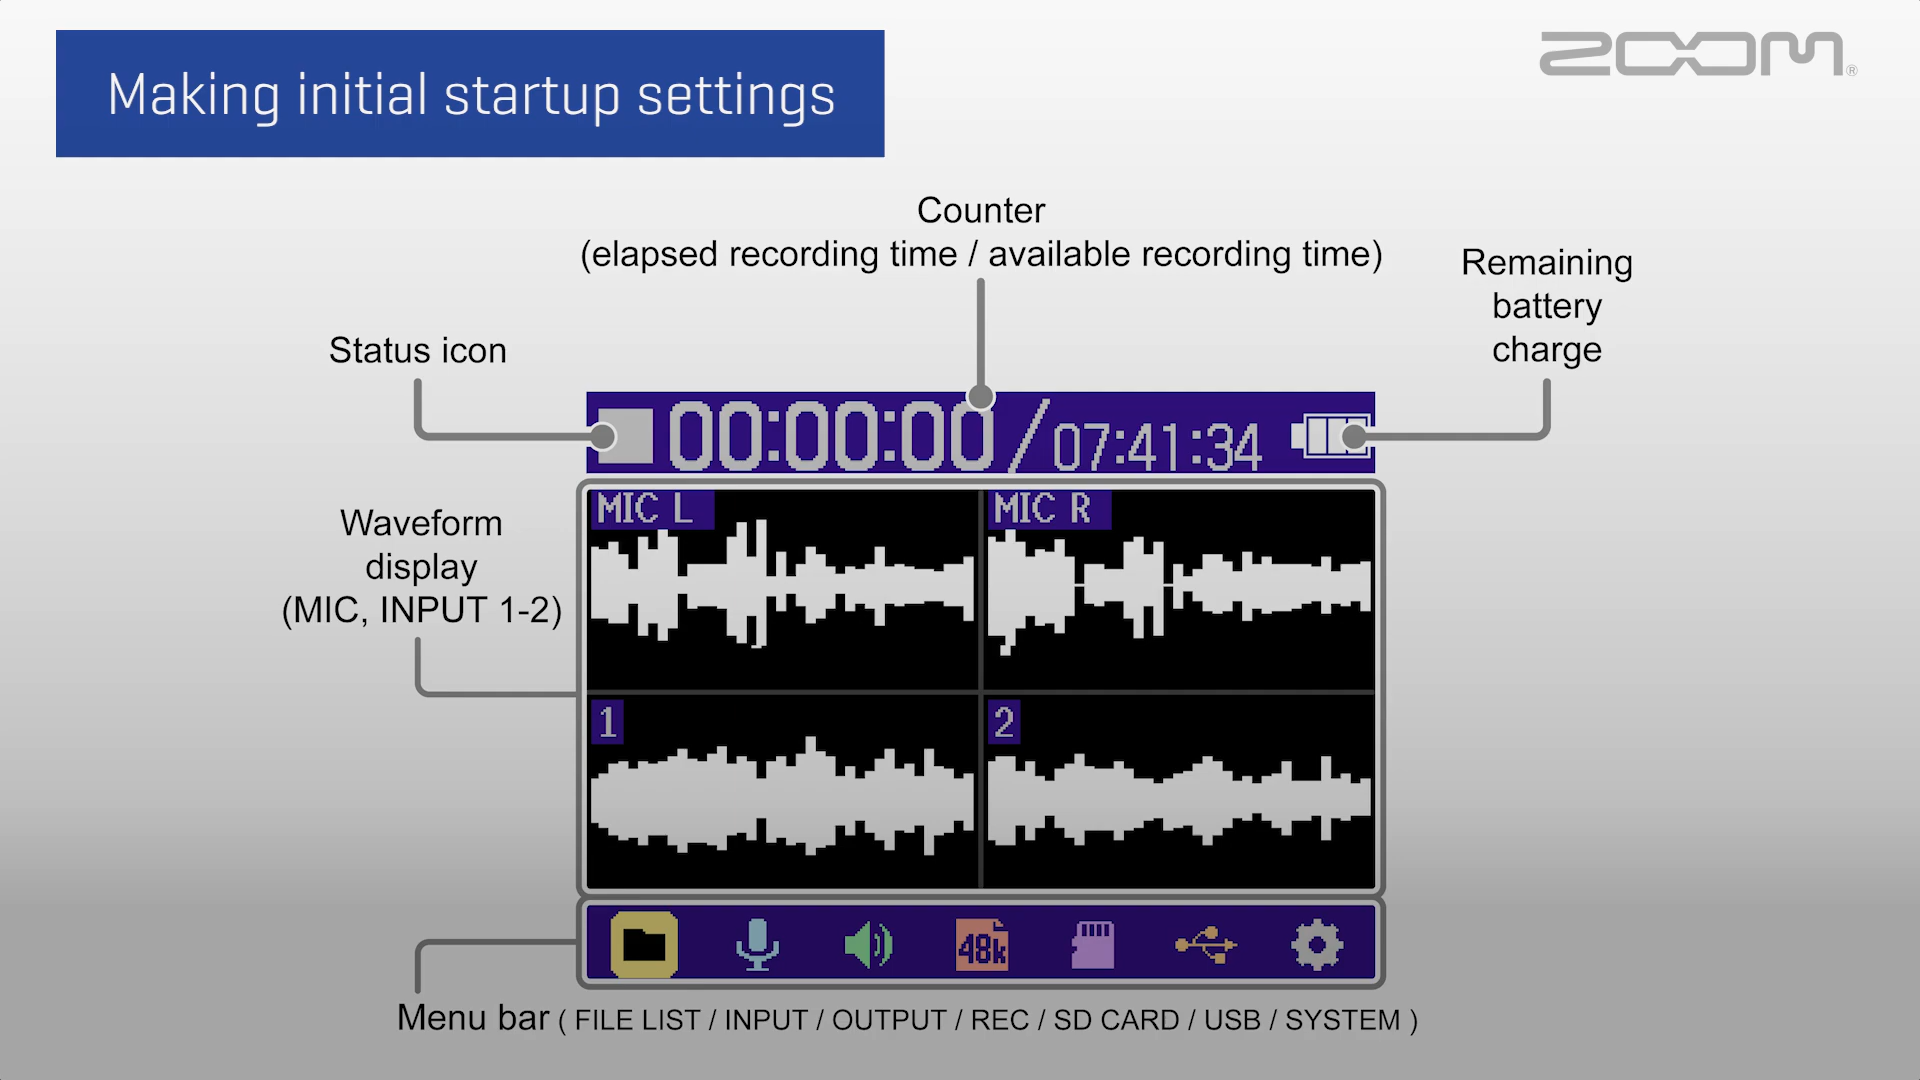 Making initial startup settings
ZOOM®
Counter
(elapsed recording time / available recording time)
Remaining
battery
charge
Status icon
00:00:00/07:41:34
Waveform
display
(MIC, INPUT 1-2)
MIC L
MIC R
1
2
48k
Menu bar ( FILE LIST / INPUT / OUTPUT / REC / SD CARD / USB / SYSTEM )